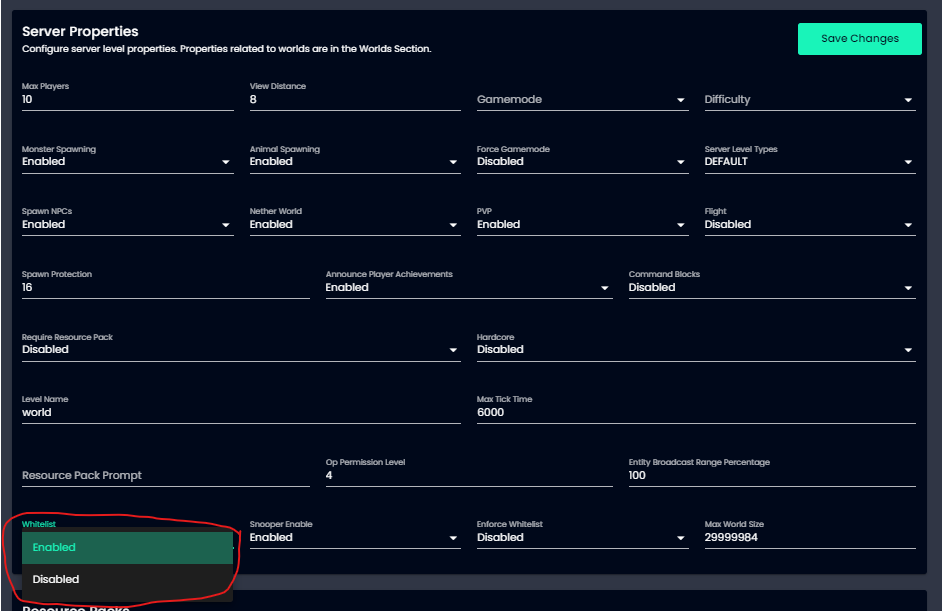 Server Properties
Configure server level properties. Properties related to worlds are in the Worlds Section.
Save Changes
Max Players
10
View Distance
8
Gamemode
Difficulty
Monster Spawning
Enabled
Animal Spawning
Enabled
Force Gamemode
Disabled
Server Level Types
DEFAULT
Spawn NPCs
Enabled
Nether World
Enabled
PVP
Enabled
Flight
Disabled
Spawn Protection
16
Announce Player Achievements
Enabled
Command Blocks
Disabled
Require Resource Pack
Disabled
Hardcore
Disabled
Level Name
world
Max Tick Time
6000
Resource Pack Prompt
Op Permission Level
4
Entity Broadcast Range Percentage
100
Whitelist
Enabled
Disabled
Snooper Enable
Enabled
Enforce Whitelist
Disabled
Max World Size
29999984
Resource Packs